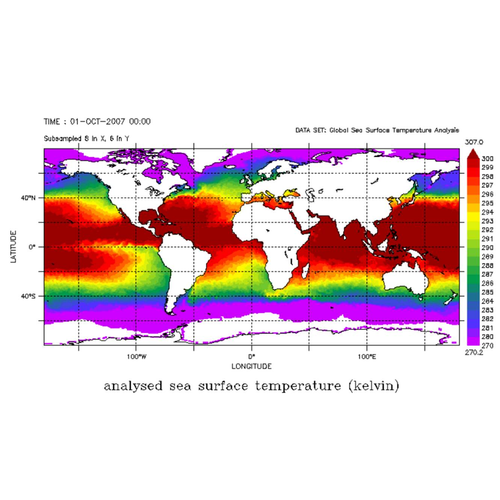 TIME : 01-OCT-2007 00:00
DATA SET: Global Sea Surface Temperature Analysis
Subsampled 8 in X, 6 in Y
307.0
300
299
298
297
296
295
294
293
292
291
290
289
288
287
286
285
284
283
282
281
280
270
270.2
40°N
0°
40°S
LATITUDE
100°W
0°
100°E
LONGITUDE
analysed sea surface temperature (kelvin)